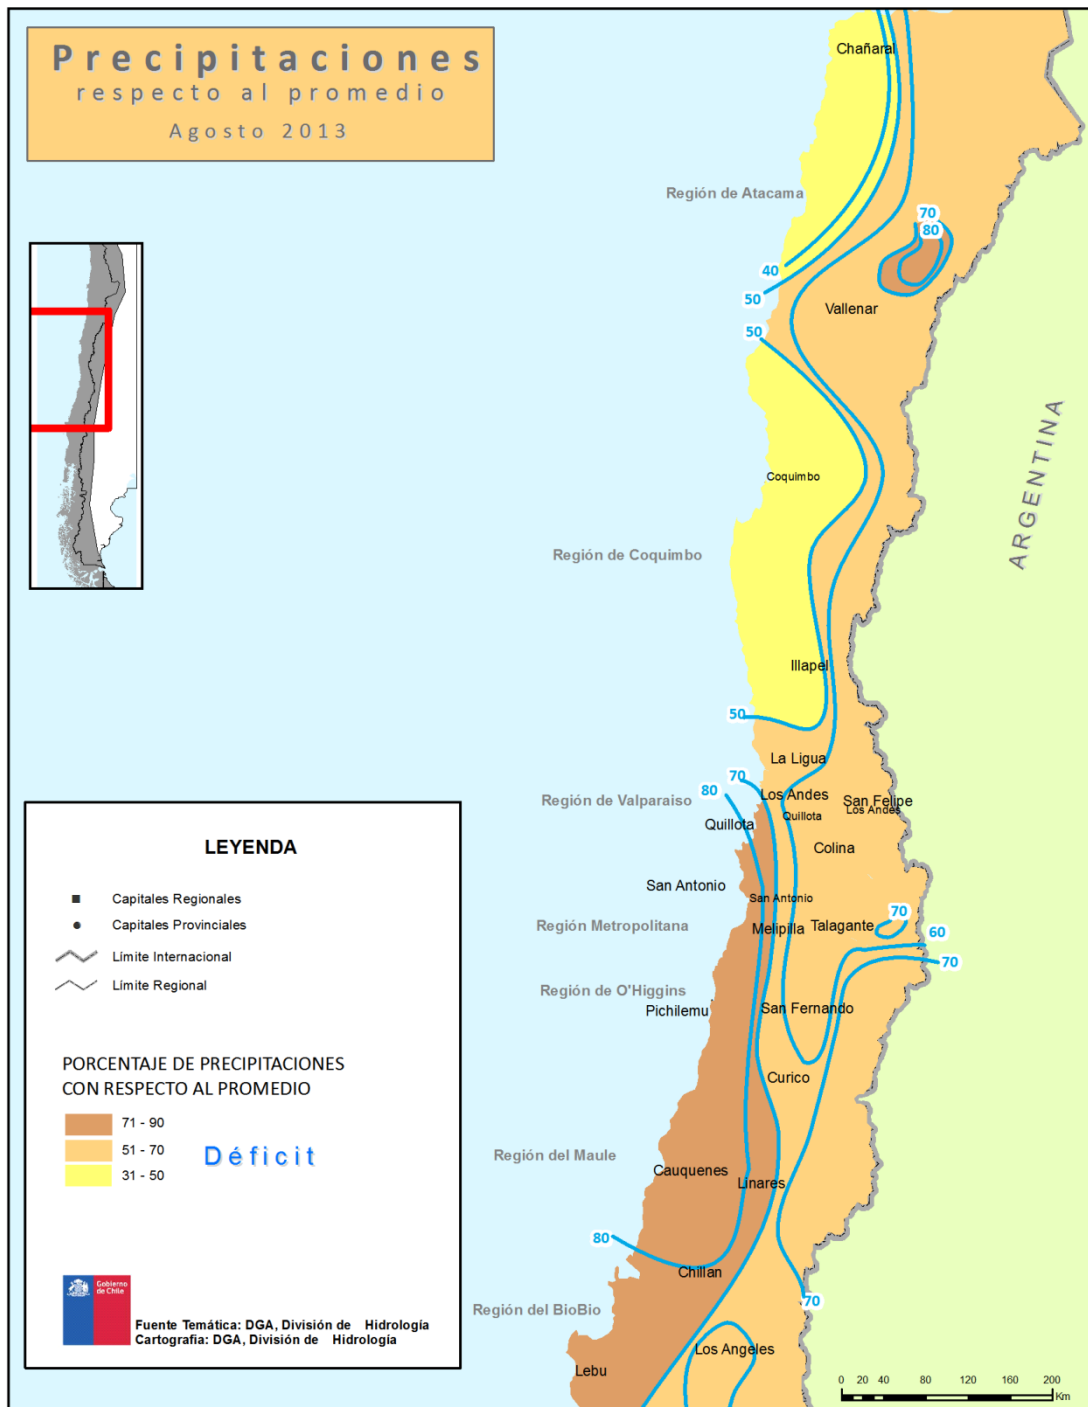 Precipitaciones
respecto al promedio
Agosto 2013
Chañaral
Región de Atacama
70
80
40
50
Vallenar
50
ARGENTINA
Coquimbo
Región de Coquimbo
Illapel
50
La Ligua
70
80
Región de Valparaiso
Los Andes
San Felipe
Los Andes
Quillota
Quillota
Colina
San Antonio
San Antonio
Región Metropolitana
Melipilla
Talagante
70
60
70
Región de O'Higgins
Pichilemu
San Fernando
Curico
Región del Maule
Cauquenes
Linares
80
Chillan
Región del BioBio
70
Los Angeles
Lebu
LEYENDA
Capitales Regionales
Capitales Provinciales
Límite Internacional
Límite Regional
PORCENTAJE DE PRECIPITACIONES
CON RESPECTO AL PROMEDIO
71 - 90
51 - 70
31 - 50
Déficit
Gobierno
de Chile
Fuente Temática: DGA, División de Hidrología
Cartografia: DGA, División de Hidrología
0 20 40 80 120 160 200
Km